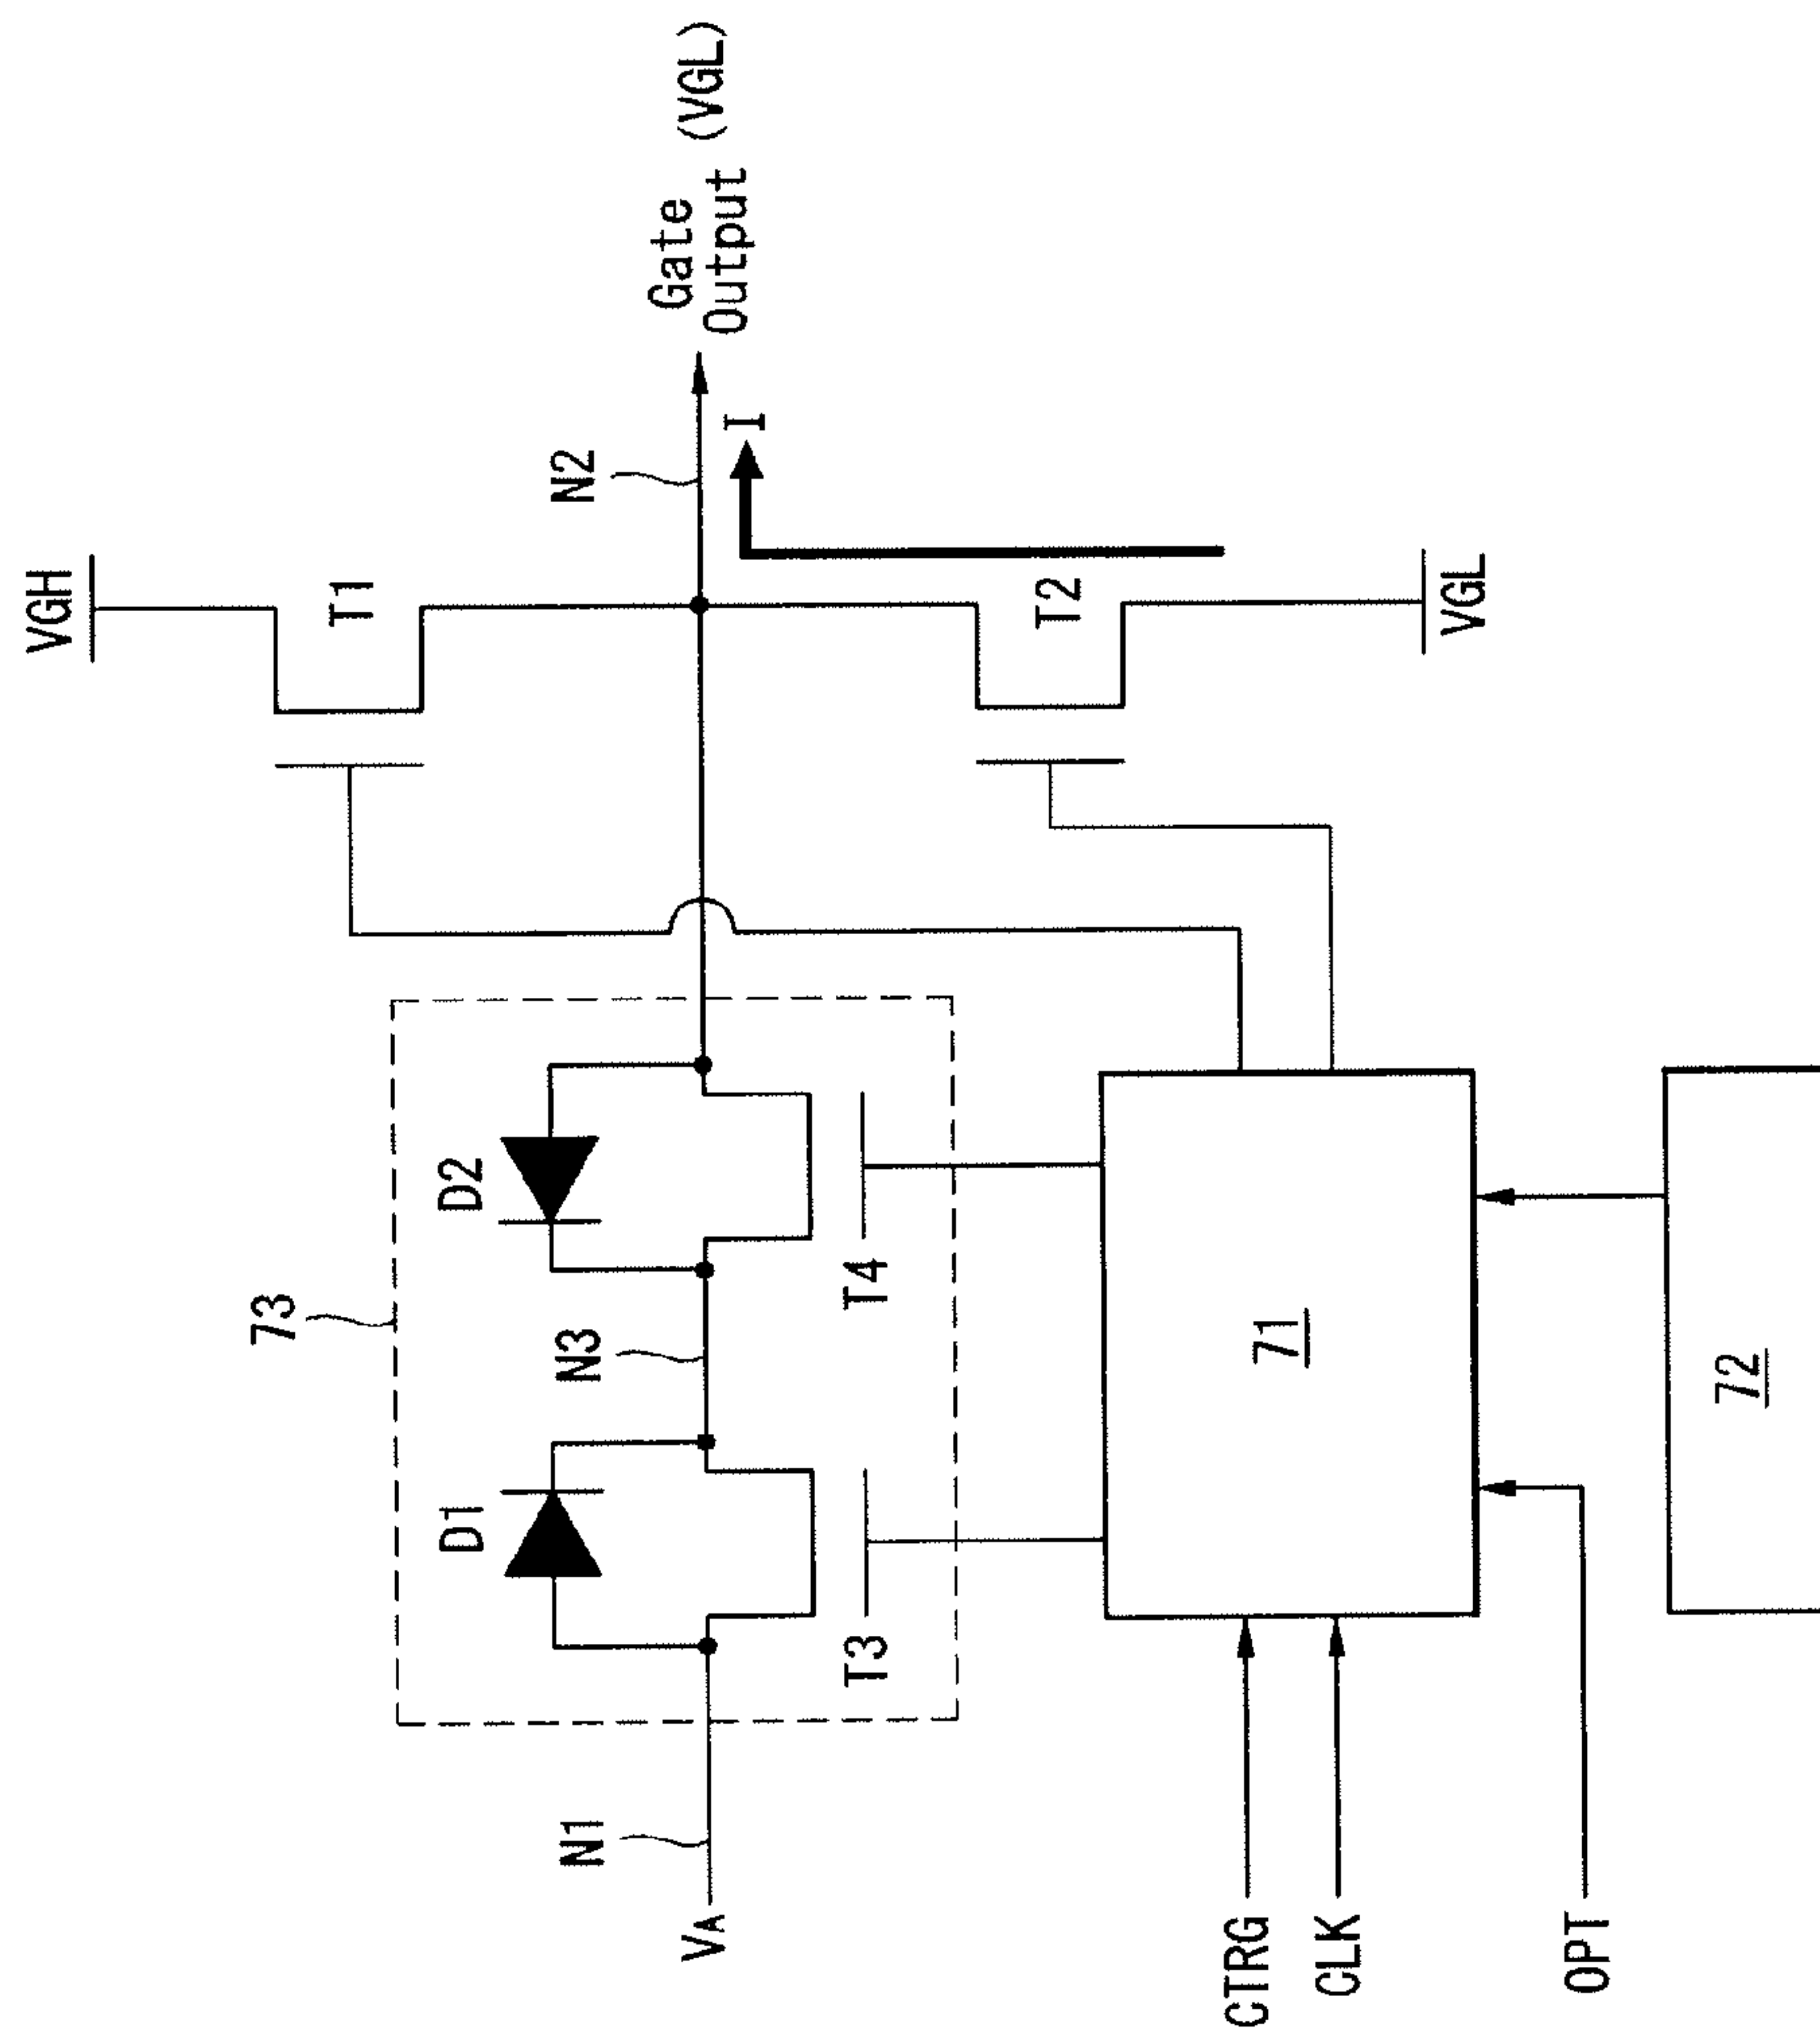 VGH
T1
Gate
Output (VGL)
N2
I
T2
VGL
73
D1
D2
N3
N1
VA
T3
T4
71
CTRG
CLK
OPT
72